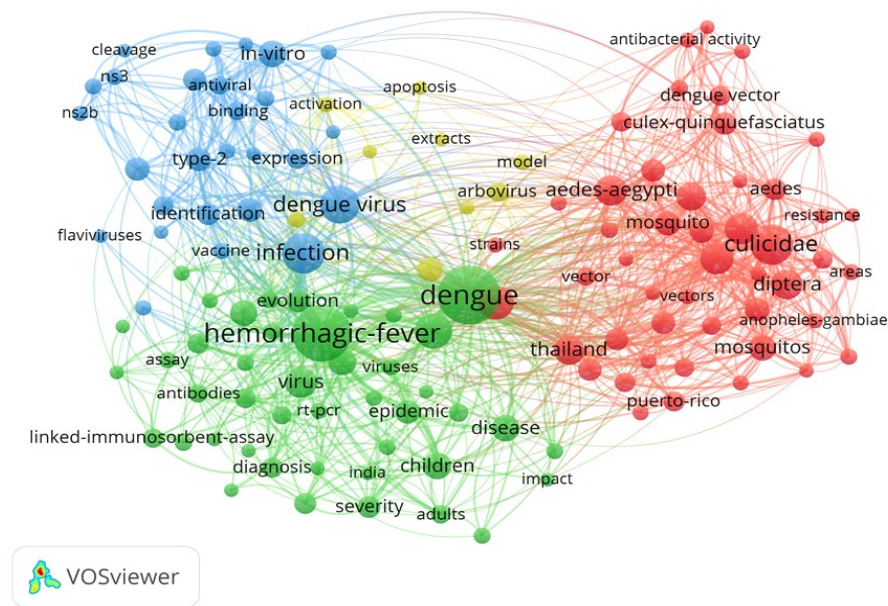 antibacterial activity
cleavage
in-vitro
ns3
antiviral
apoptosis
dengue vector
ns2b
binding
activation
culex-quinquefasciatus
extracts
type-2
expression
model
aedes-aegypti
aedes
arbovirus
dengue virus
identification
mosquito
resistance
flaviviruses
vaccine
infection
strains
culicidae
vector
areas
diptera
evolution
dengue
vectors
anopheles-gambiae
hemorrhagic-fever
thailand
mosquitos
assay
viruses
virus
antibodies
puerto-rico
rt-pcr
epidemic
disease
linked-immunosorbent-assay
diagnosis
india
children
impact
severity
adults
VOSviewer